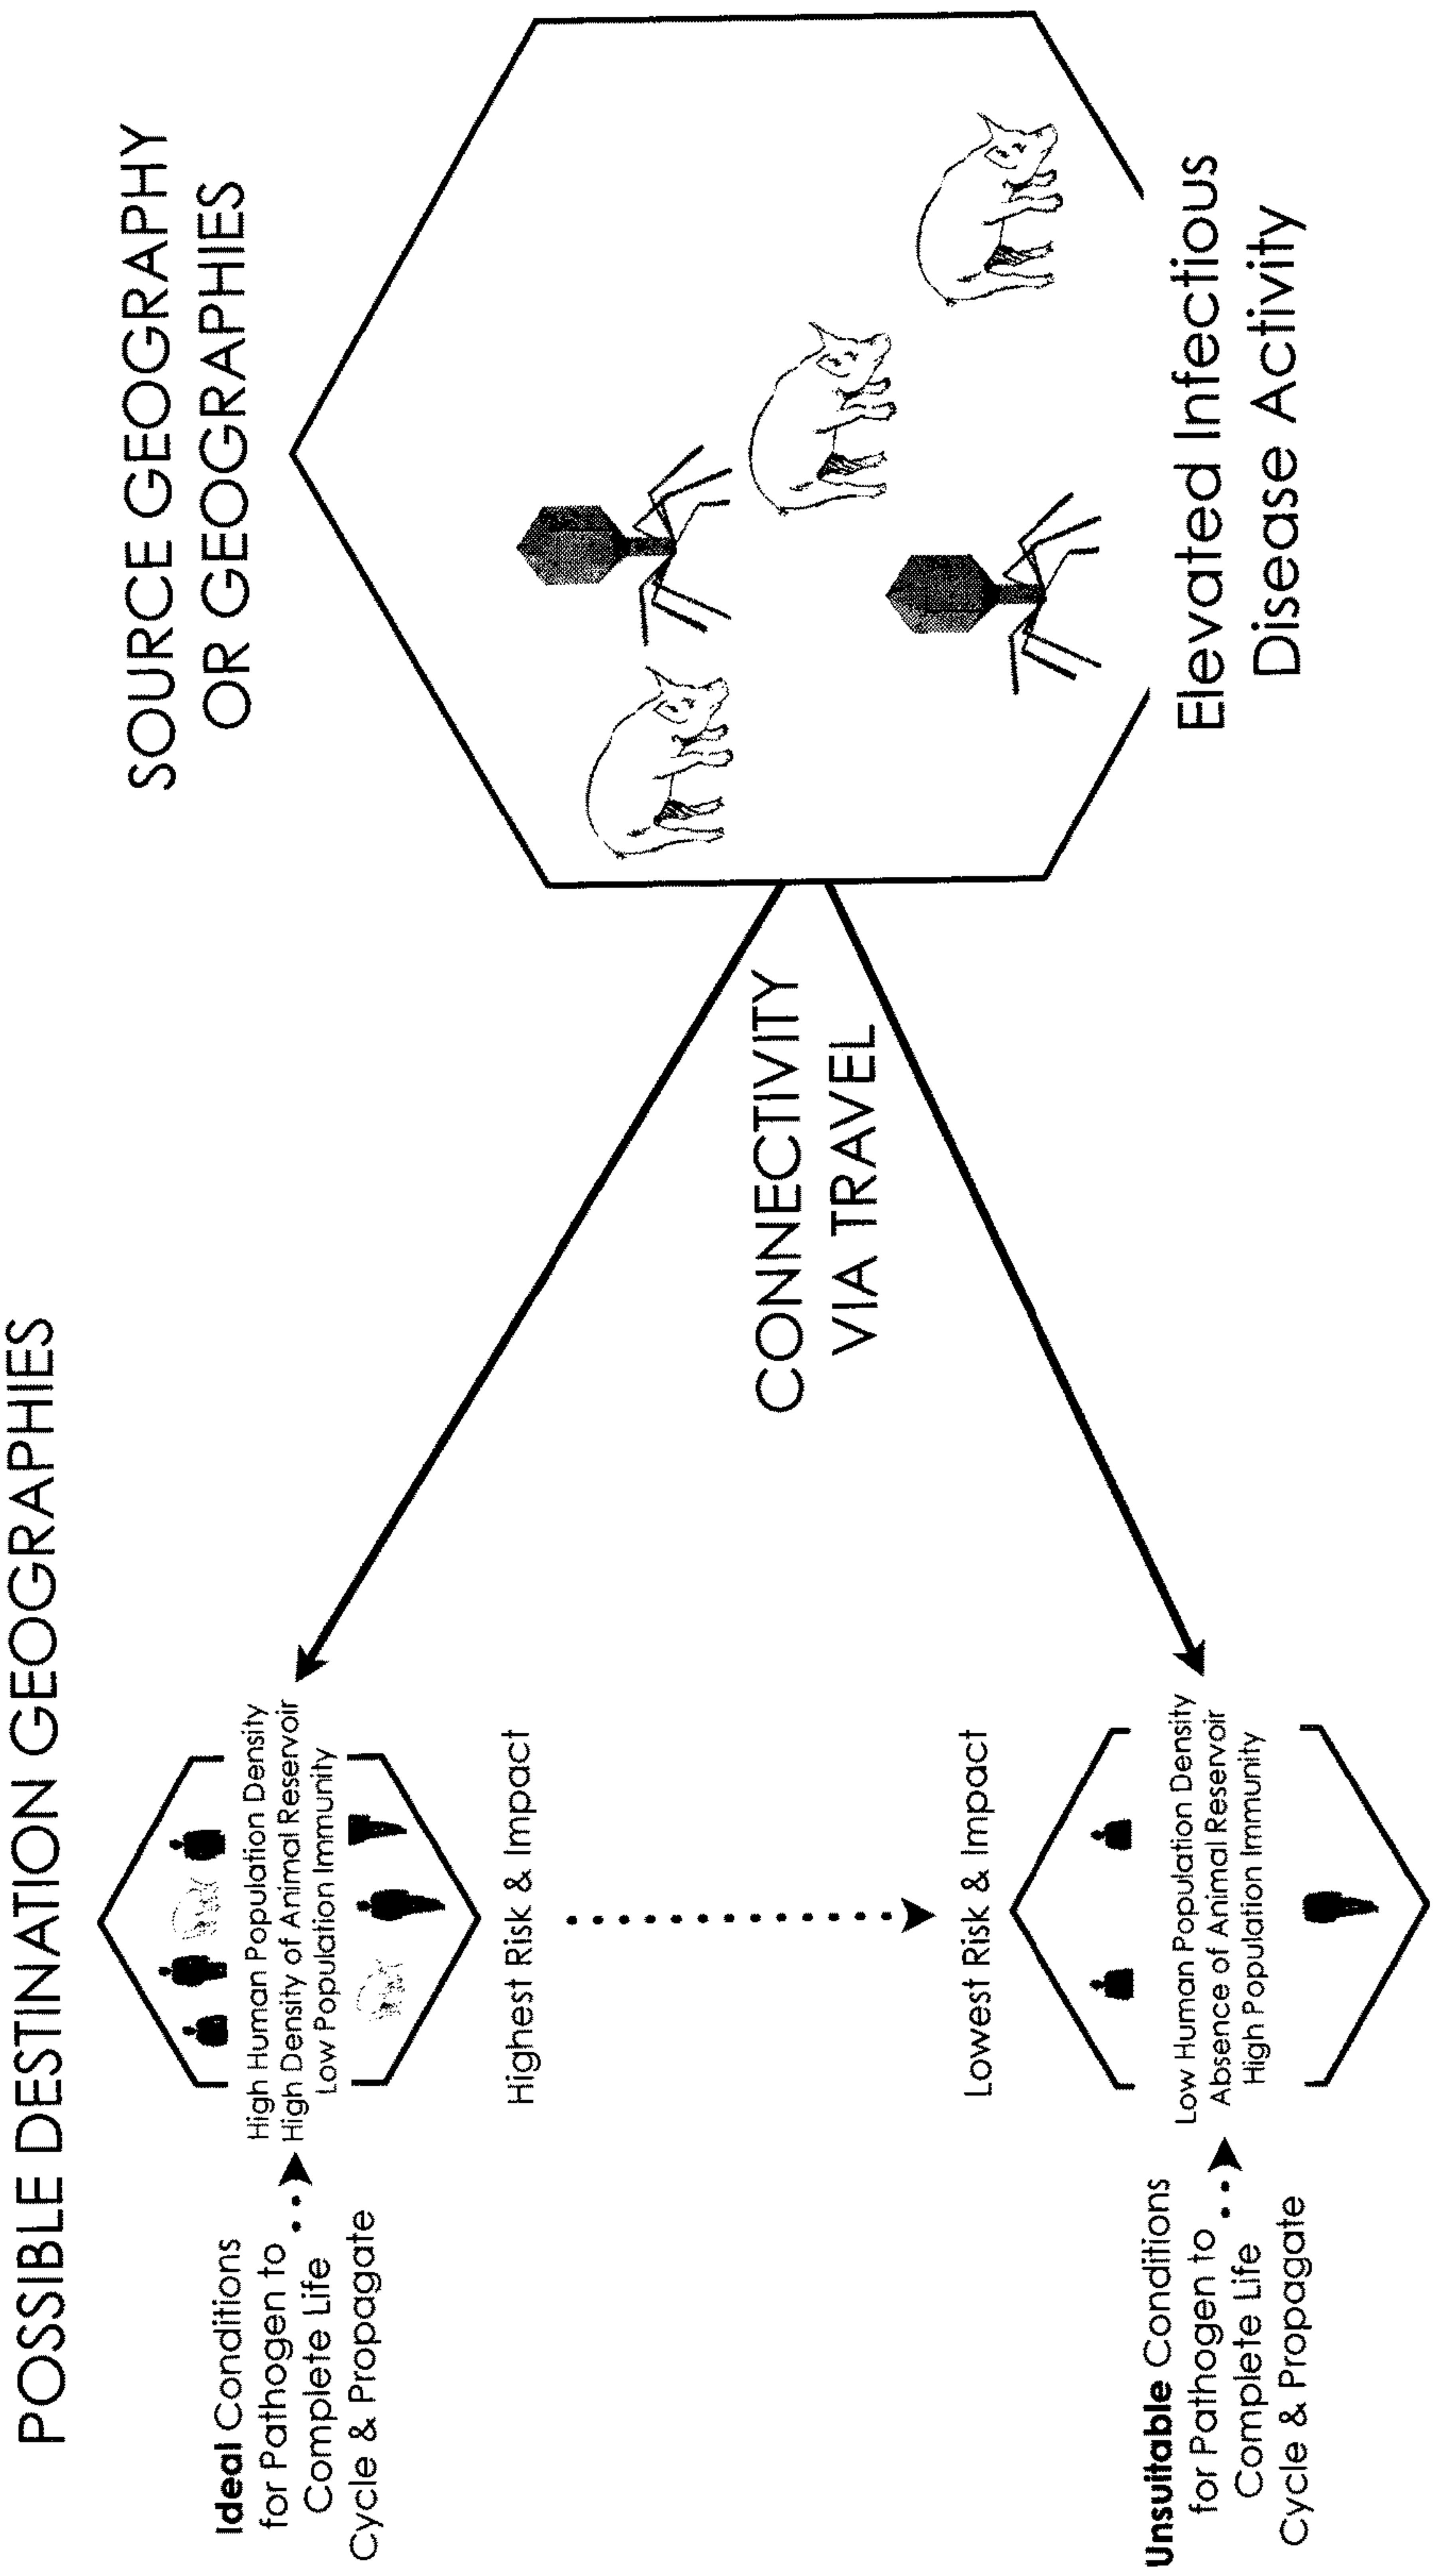 POSSIBLE DESTINATION GEOGRAPHIES
Ideal Conditions
for Pathogen to
Complete Life
Cycle & Propagate
High Human Population Density
High Density of Animal Reservoir
Low Population Immunity
Highest Risk & Impact
Lowest Risk & Impact
Unsuitable Conditions
for Pathogen to
Complete Life
Cycle & Propagate
Low Human Population Density
Absence of Animal Reservoir
High Population Immunity
CONNECTIVITY
VIA TRAVEL
SOURCE GEOGRAPHY
OR GEOGRAPHIES
Elevated Infectious
Disease Activity